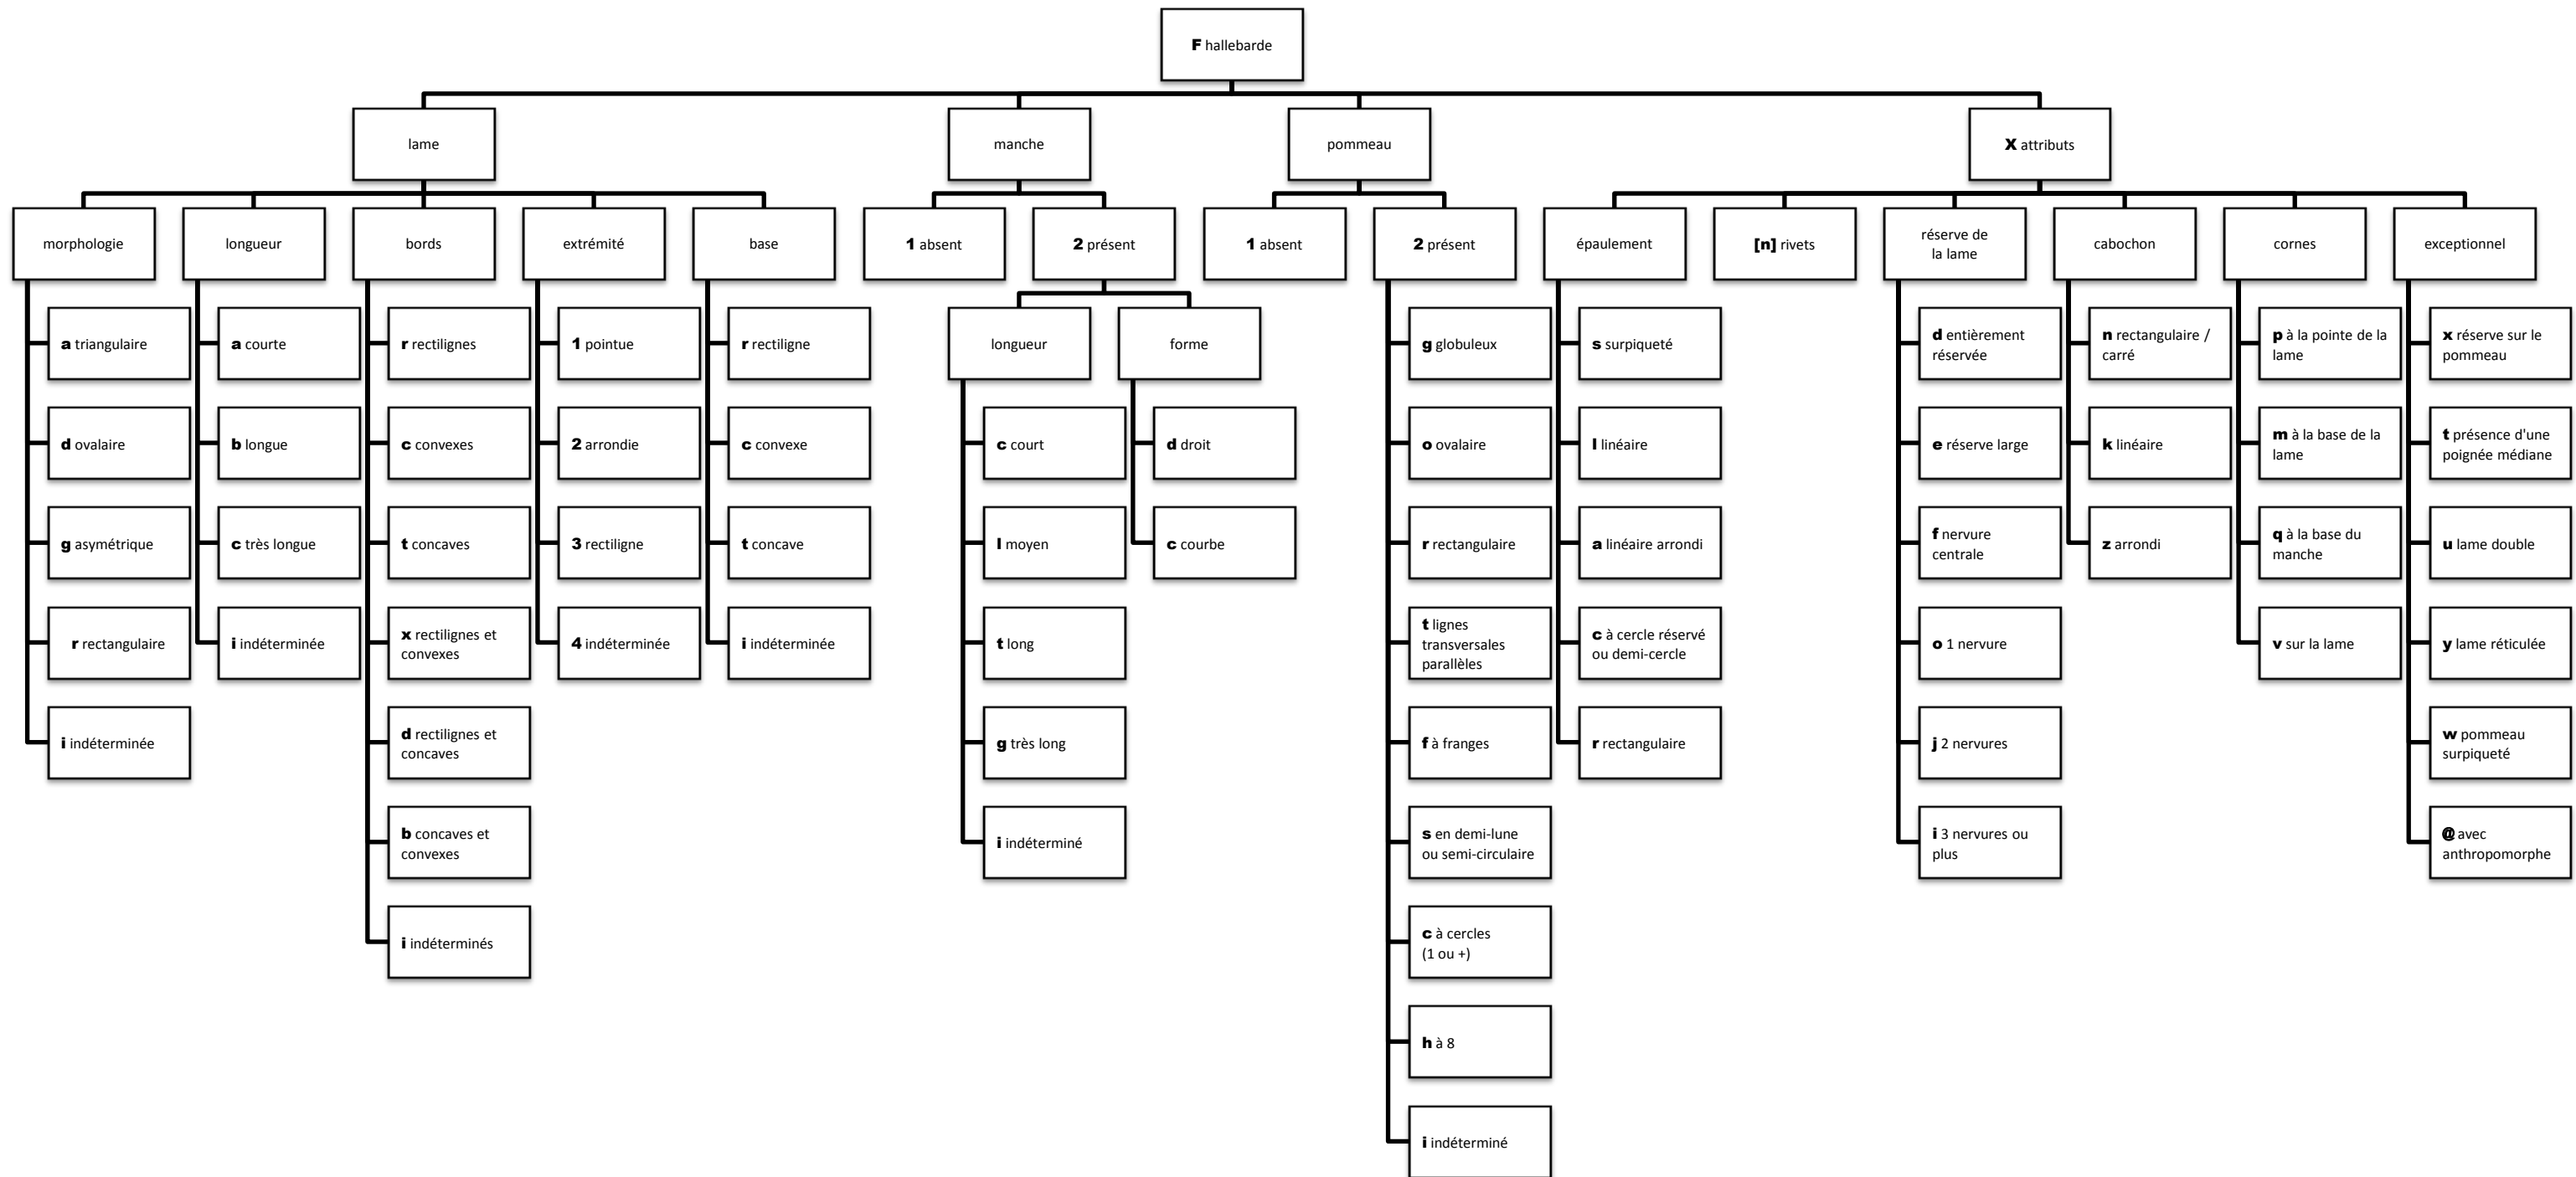 F hallebarde
lame
manche
pommeau
X attributs
morphologie
longueur
bords
extrémité
base
1 absent
2 présent
1 absent
2 présent
épaulement
[n] rivets
réserve de
la lame
cabochon
cornes
exceptionnel
a triangulaire
d ovalaire
g asymétrique
r rectangulaire
i indéterminée
a courte
b longue
c très longue
i indéterminée
r rectilignes
c convexes
t concaves
x rectilignes et
convexes
d rectilignes et
concaves
b concaves et
convexes
i indéterminés
1 pointue
2 arrondie
3 rectiligne
4 indéterminée
r rectiligne
c convexe
t concave
i indéterminée
longueur
forme
c court
l moyen
t long
g très long
i indéterminé
d droit
c courbe
g globuleux
o ovalaire
r rectangulaire
t lignes
transversales
parallèles
f à franges
s en demi-lune
ou semi-circulaire
c à cercles
(1 ou +)
h à 8
i indéterminé
s surpiqueté
l linéaire
a linéaire arrondi
c à cercle réservé
ou demi-cercle
r rectangulaire
d entièrement
réservée
e réserve large
f nervure
centrale
o 1 nervure
j 2 nervures
i 3 nervures ou
plus
n rectangulaire /
carré
k linéaire
z arrondi
p à la pointe de la
lame
m à la base de la
lame
q à la base du
manche
v sur la lame
x réserve sur le
pommeau
t présence d'une
poignée médiane
u lame double
y lame réticulée
w pommeau
surpiqueté
@ avec
anthropomorphe